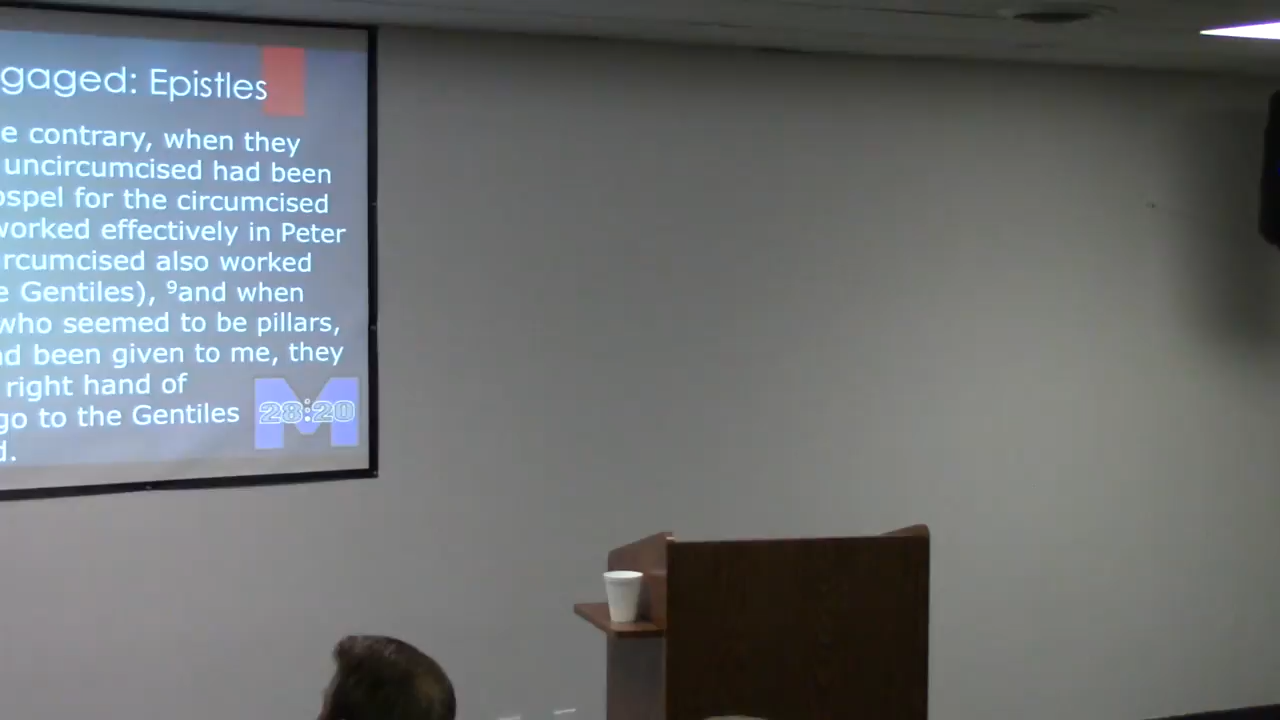 gaged: Epistles
e contrary, when they
uncircumcised had been
ospel for the circumcised
worked effectively in Peter
rcumcised also worked
e Gentiles), ⁹and when
who seemed to be pillars,
d been given to me, they
right hand of
go to the Gentiles
d.
M
28:20